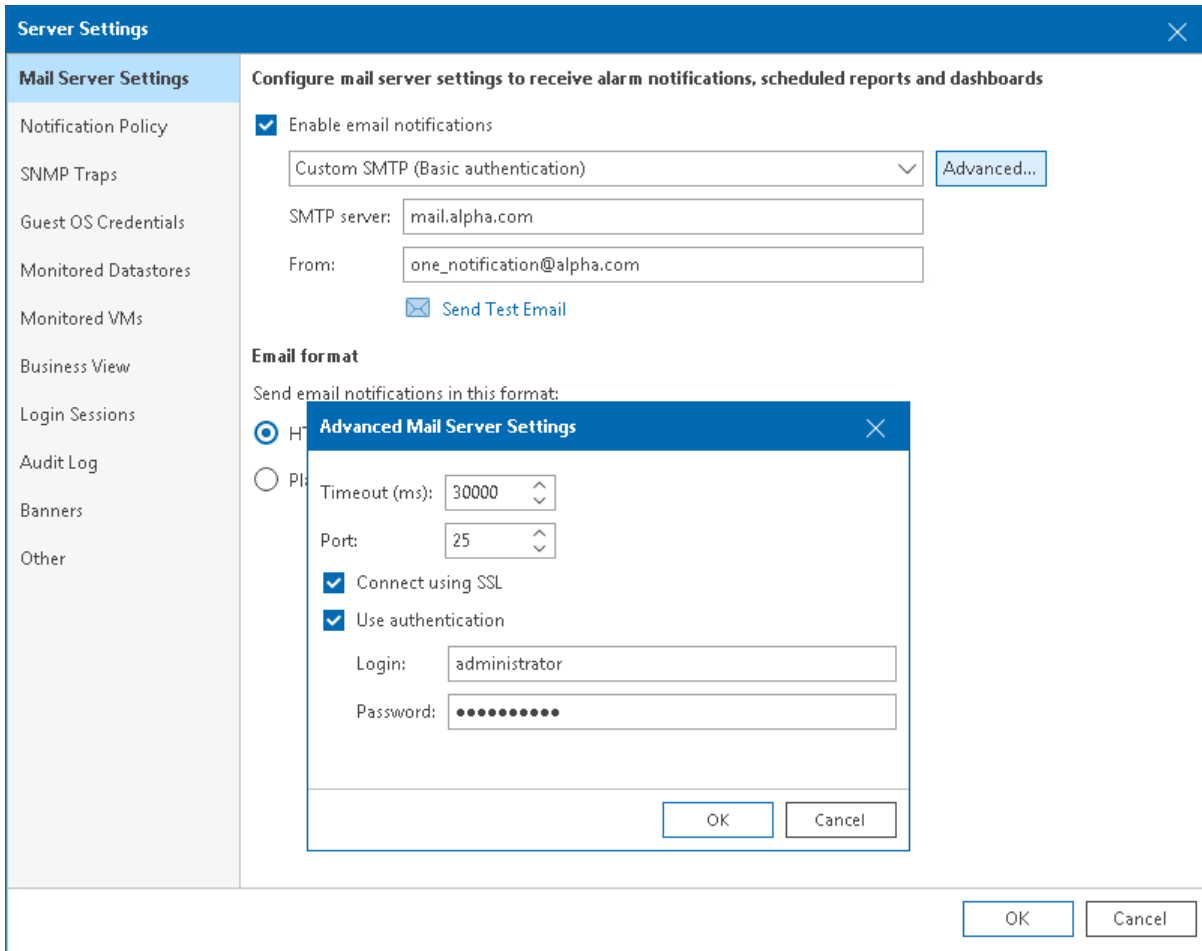 Server Settings
Mail Server Settings
Notification Policy
SNMP Traps
Guest OS Credentials
Monitored Datastores
Monitored VMs
Business View
Login Sessions
Audit Log
Banners
Other
Configure mail server settings to receive alarm notifications, scheduled reports and dashboards
Enable email notifications
Custom SMTP (Basic authentication) Advanced...
SMTP server: mail.alpha.com
From: one_notification@alpha.com
Send Test Email
Email format
Send email notifications in this format:
Advanced Mail Server Settings
Timeout (ms): 30000
Port: 25
Connect using SSL
Use authentication
Login: administrator
Password: ●●●●●●●●●●
OK Cancel
OK Cancel